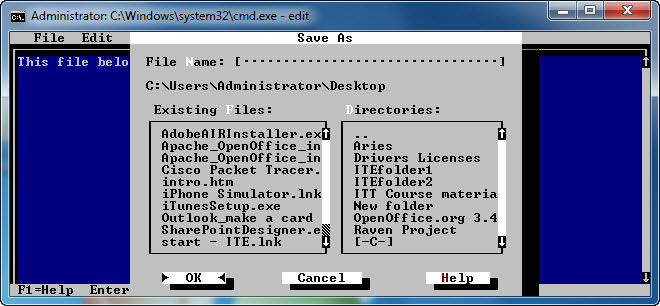 Administrator: C:\Windows\system32\cmd.exe - edit
File Edit
Save As
This file belo
File Name: [·····························]
C:\Users\Administrator\Desktop
Existing Files:
AdobeAIRInstaller.ex
Apache_OpenOffice_in
Apache_OpenOffice_in
Cisco Packet Tracer.
intro.htm
iPhone Simulator.lnk
iTunesSetup.exe
Outlook_make a card
SharePointDesigner.e
start - ITE.lnk
Directories:
..
Aries
Drivers Licenses
ITEfolder1
ITEfolder2
ITT Course materia
New folder
OpenOffice.org 3.4
Raven Project
[-C-]
OK
Cancel
Help
F1=Help Enter